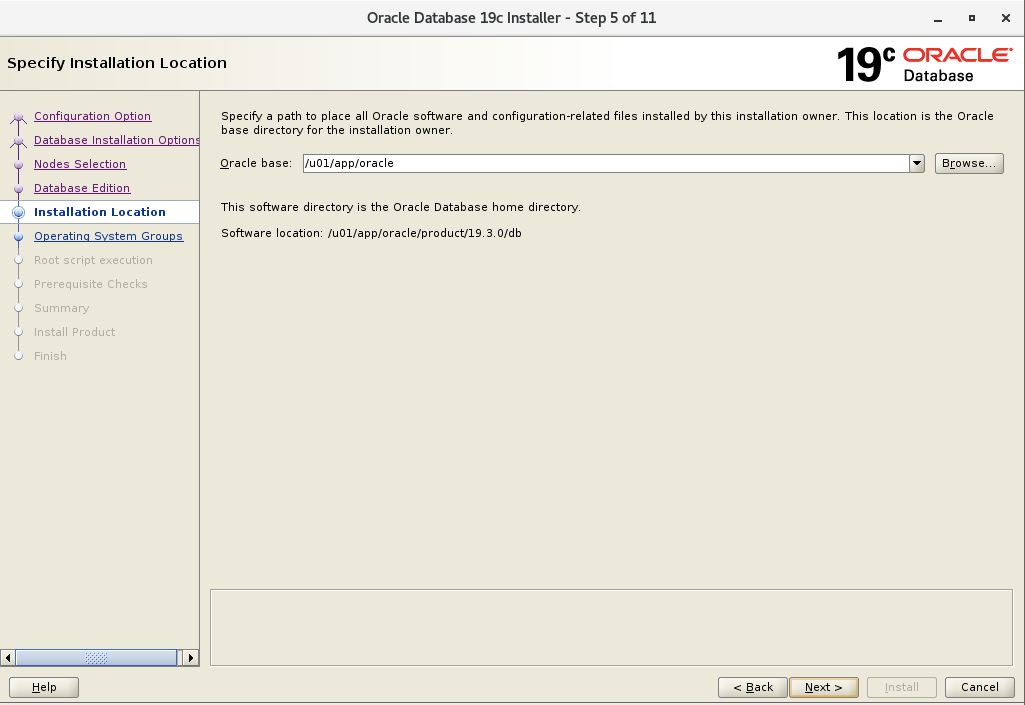 Oracle Database 19c Installer - Step 5 of 11
Specify Installation Location
19c ORACLE
Database
Configuration Option
Database Installation Options
Nodes Selection
Database Edition
Installation Location
Operating System Groups
Root script execution
Prerequisite Checks
Summary
Install Product
Finish
Specify a path to place all Oracle software and configuration-related files installed by this installation owner. This location is the Oracle
base directory for the installation owner.
Oracle base: /u01/app/oracle Browse...
This software directory is the Oracle Database home directory.
Software location: /u01/app/oracle/product/19.3.0/db
Help < Back Next > Install Cancel